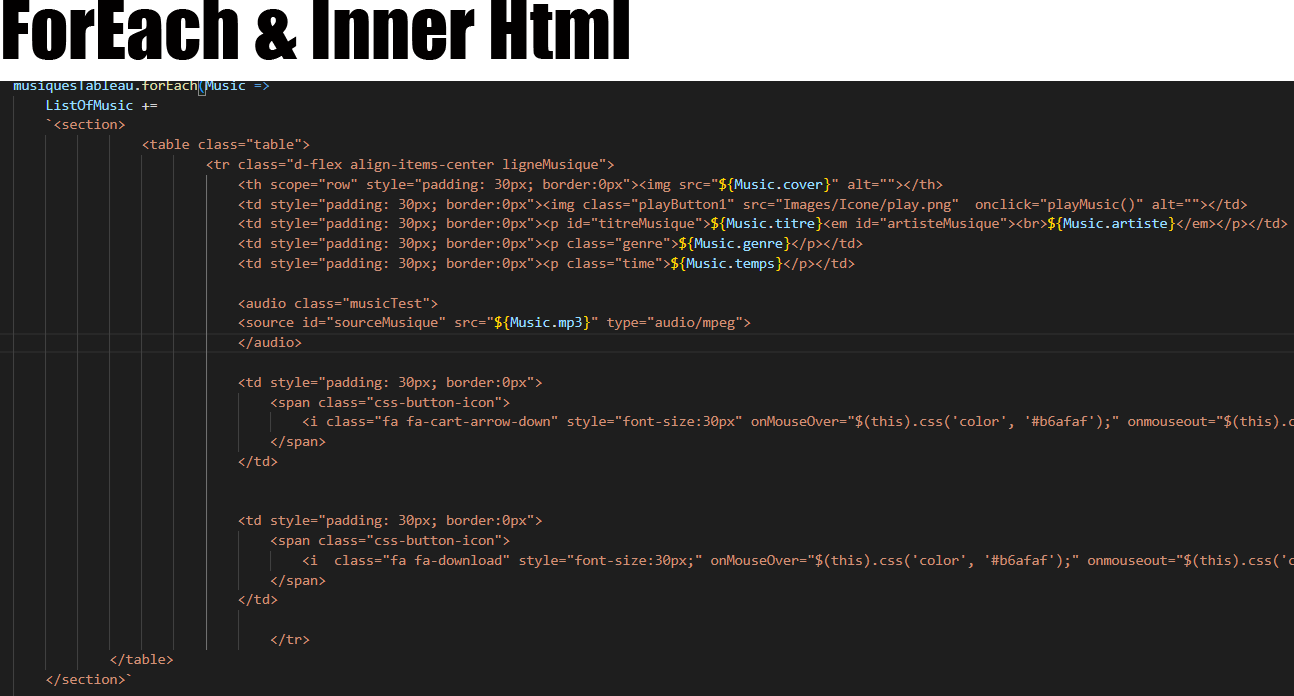 ForEach & Inner Html
musiquesTableau.forEach(Music =>
ListOfMusic +=
`<section>
<table class="table">
<tr class="d-flex align-items-center ligneMusique">
<th scope="row" style="padding: 30px; border:0px"><img src="${Music.cover}" alt=""></th>
<td style="padding: 30px; border:0px"><img class="playButton1" src="Images/Icone/play.png"  onclick="playMusic()" alt=""></td>
<td style="padding: 30px; border:0px"><p id="titreMusique">${Music.titre}<em id="artisteMusique"><br>${Music.artiste}</em></p></td>
<td style="padding: 30px; border:0px"><p class="genre">${Music.genre}</p></td>
<td style="padding: 30px; border:0px"><p class="time">${Music.temps}</p></td>
<audio class="musicTest">
<source id="sourceMusique" src="${Music.mp3}" type="audio/mpeg">
</audio>
<td style="padding: 30px; border:0px">
<span class="css-button-icon">
<i class="fa fa-cart-arrow-down" style="font-size:30px" onMouseOver="$(this).css('color', '#b6afaf');" onmouseout="$(this).c
</span>
</td>
<td style="padding: 30px; border:0px">
<span class="css-button-icon">
<i  class="fa fa-download" style="font-size:30px;" onMouseOver="$(this).css('color', '#b6afaf');" onmouseout="$(this).css('c
</span>
</td>
</tr>
</table>
</section>`